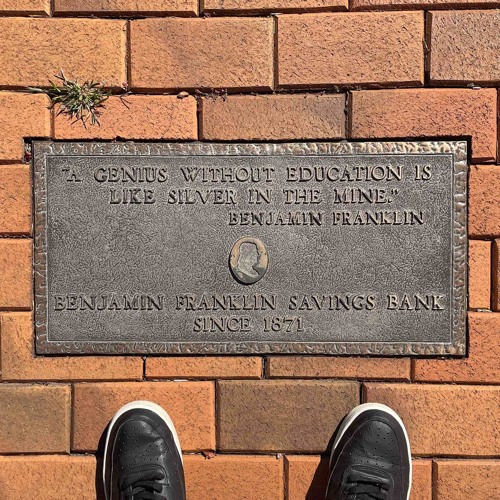 "A GENIUS WITHOUT EDUCATION IS
LIKE SILVER IN THE MINE."
BENJAMIN FRANKLIN
BENJAMIN FRANKLIN SAVINGS BANK
SINCE 1871